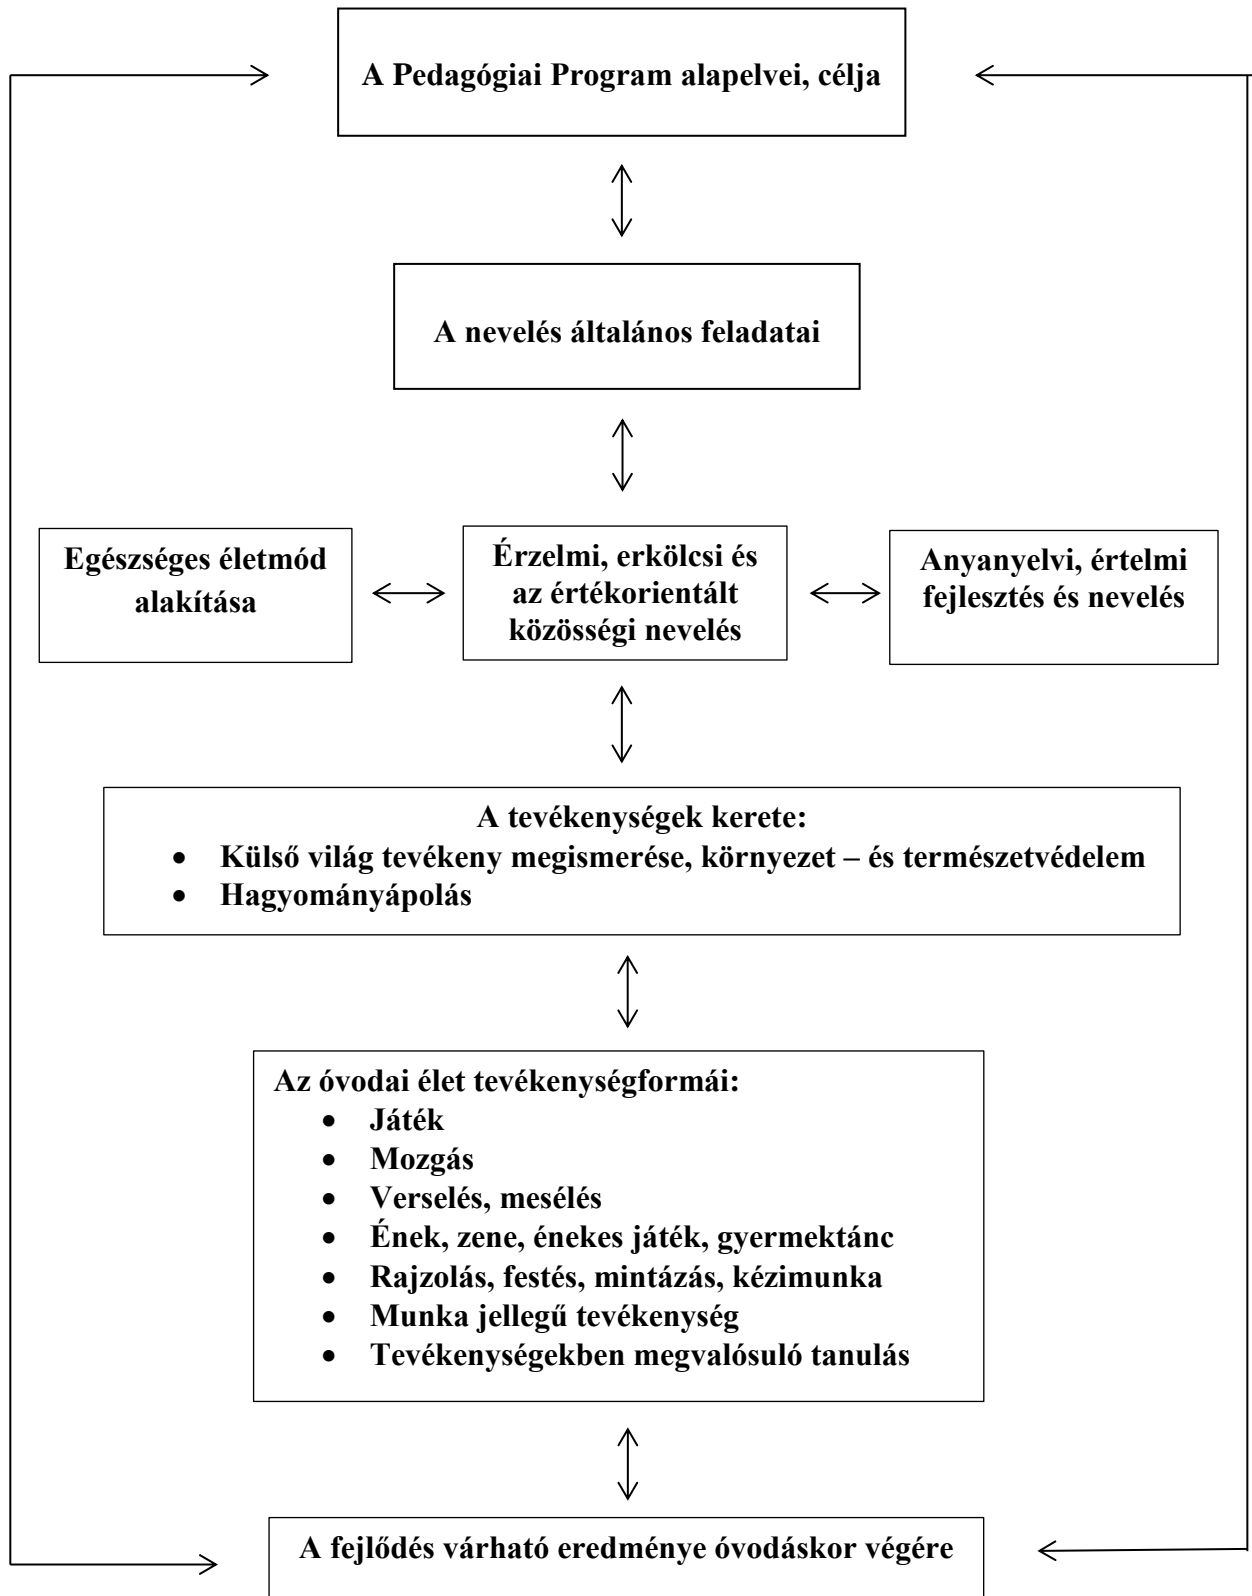 A Pedagógiai Program alapelvei, célja
A nevelés általános feladatai
Egészséges életmód
alakítása
Érzelmi, erkölcsi és
az értékorientált
közösségi nevelés
Anyanyelvi, értelmi
fejlesztés és nevelés
A tevékenységek kerete:
• Külső világ tevékeny megismerése, környezet – és természetvédelem
• Hagyományápolás
Az óvodai élet tevékenységformái:
• Játék
• Mozgás
• Verselés, mesélés
• Ének, zene, énekes játék, gyermektánc
• Rajzolás, festés, mintázás, kézimunka
• Munka jellegű tevékenység
• Tevékenységekben megvalósuló tanulás
A fejlődés várható eredménye óvodáskor végére